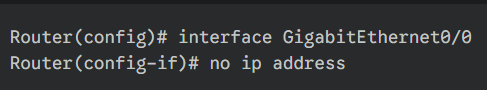 Router(config)# interface GigabitEthernet0/0
Router(config-if)# no ip address